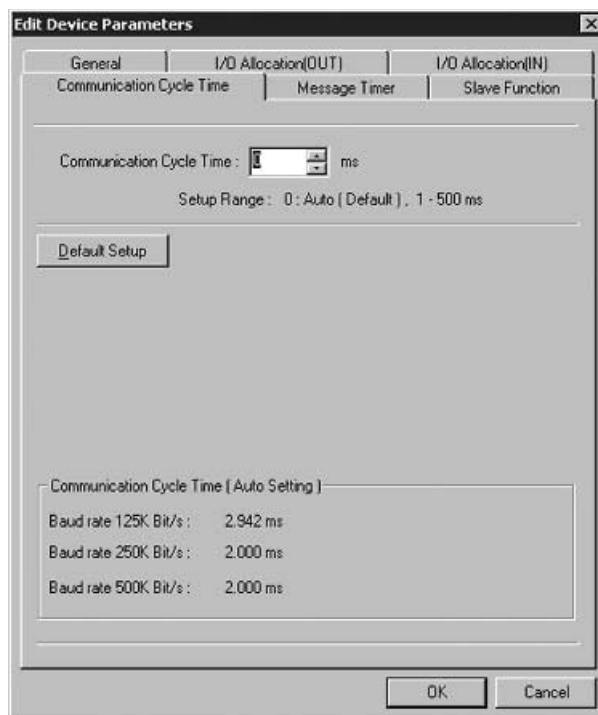 Edit Device Parameters
General I/O Allocation(OUT) I/O Allocation(IN)
Communication Cycle Time Message Timer Slave Function
Communication Cycle Time : 0 ms
Setup Range : 0 : Auto ( Default ) , 1 - 500 ms
Default Setup
Communication Cycle Time ( Auto Setting )
Baud rate 125K Bit/s : 2.942 ms
Baud rate 250K Bit/s : 2.000 ms
Baud rate 500K Bit/s : 2.000 ms
OK Cancel